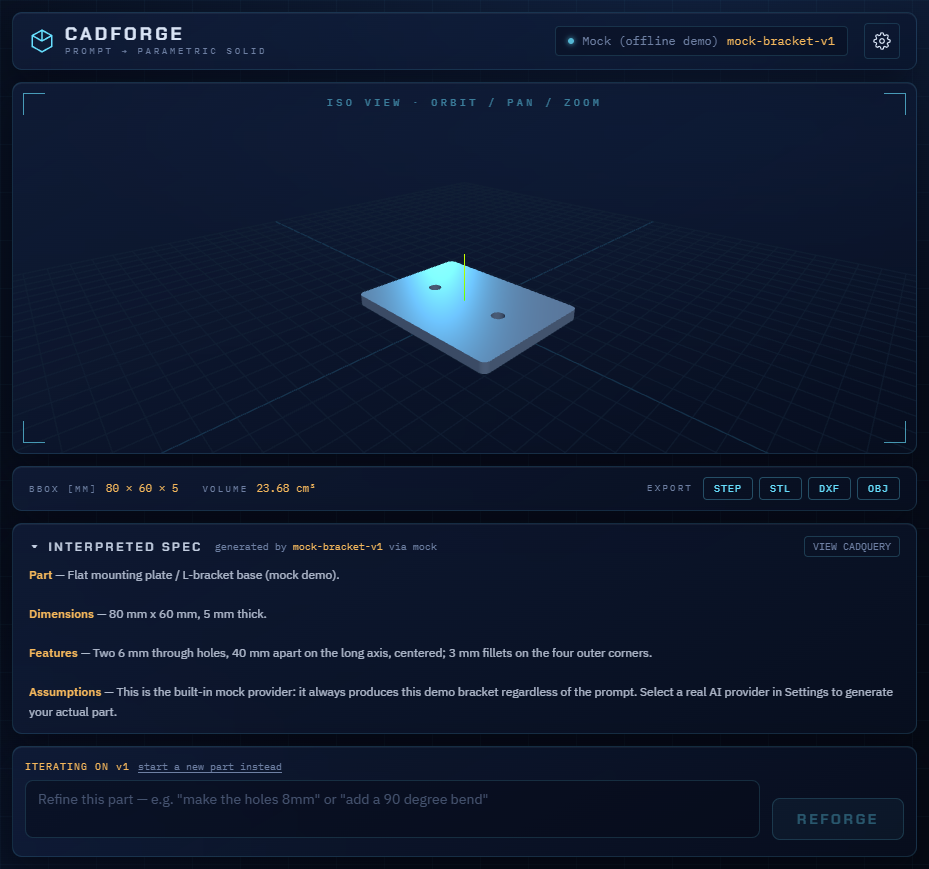 CADFORGE
PROMPT → PARAMETRIC SOLID
Mock (offline demo) mock-bracket-v1
ISO VIEW · ORBIT / PAN / ZOOM
BBOX [MM] 80 × 60 × 5 VOLUME 23.68 cm³
EXPORT STEP STL DXF OBJ
INTERPRETED SPEC generated by mock-bracket-v1 via mock
VIEW CADQUERY
Part — Flat mounting plate / L-bracket base (mock demo).
Dimensions — 80 mm x 60 mm, 5 mm thick.
Features — Two 6 mm through holes, 40 mm apart on the long axis, centered; 3 mm fillets on the four outer corners.
Assumptions — This is the built-in mock provider: it always produces this demo bracket regardless of the prompt. Select a real AI provider in Settings to generate
your actual part.
ITERATING ON v1 start a new part instead
Refine this part — e.g. "make the holes 8mm" or "add a 90 degree bend"
REFORGE